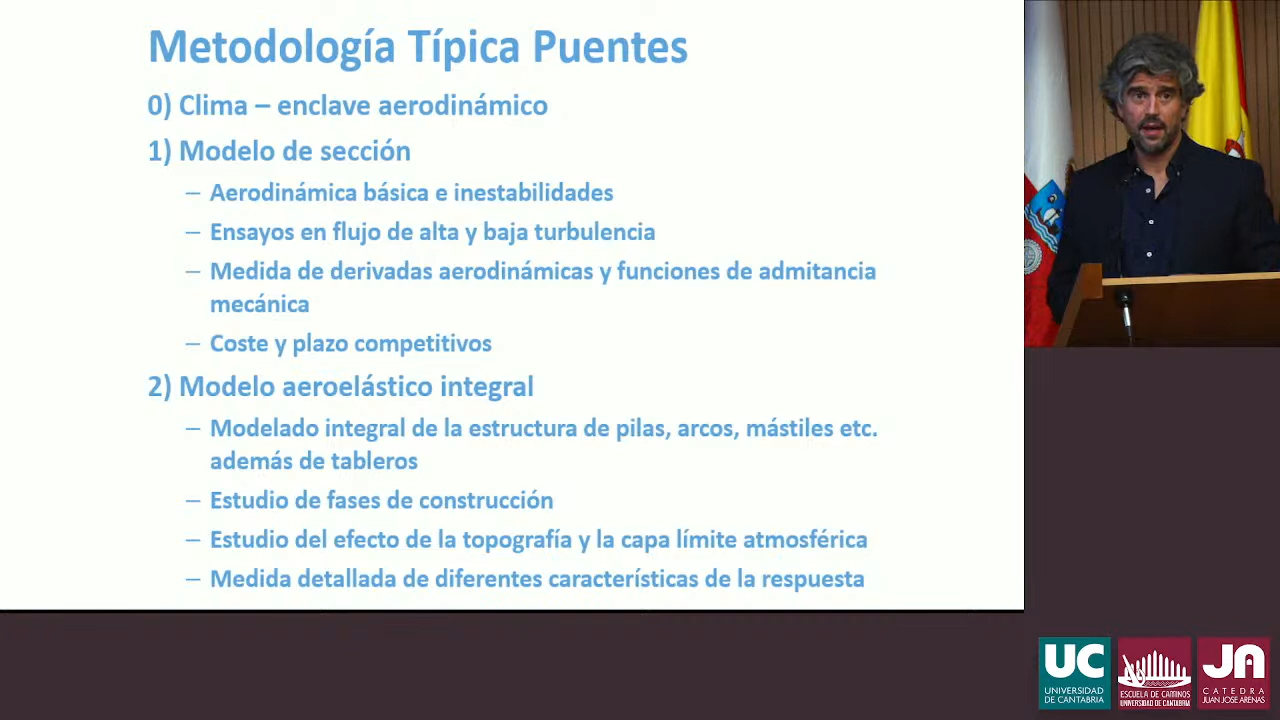 Metodología Típica Puentes
0) Clima – enclave aerodinámico
1) Modelo de sección
– Aerodinámica básica e inestabilidades
– Ensayos en flujo de alta y baja turbulencia
– Medida de derivadas aerodinámicas y funciones de admitancia
mecánica
– Coste y plazo competitivos
2) Modelo aeroelástico integral
– Modelado integral de la estructura de pilas, arcos, mástiles etc.
además de tableros
– Estudio de fases de construcción
– Estudio del efecto de la topografía y la capa límite atmosférica
– Medida detallada de diferentes características de la respuesta
UC
UNIVERSIDAD
DE CANTABRIA
ESCUELA DE CAMINOS
UNIVERSIDAD DE CANTABRIA
JA
CATEDRA
JUAN JOSE ARENAS